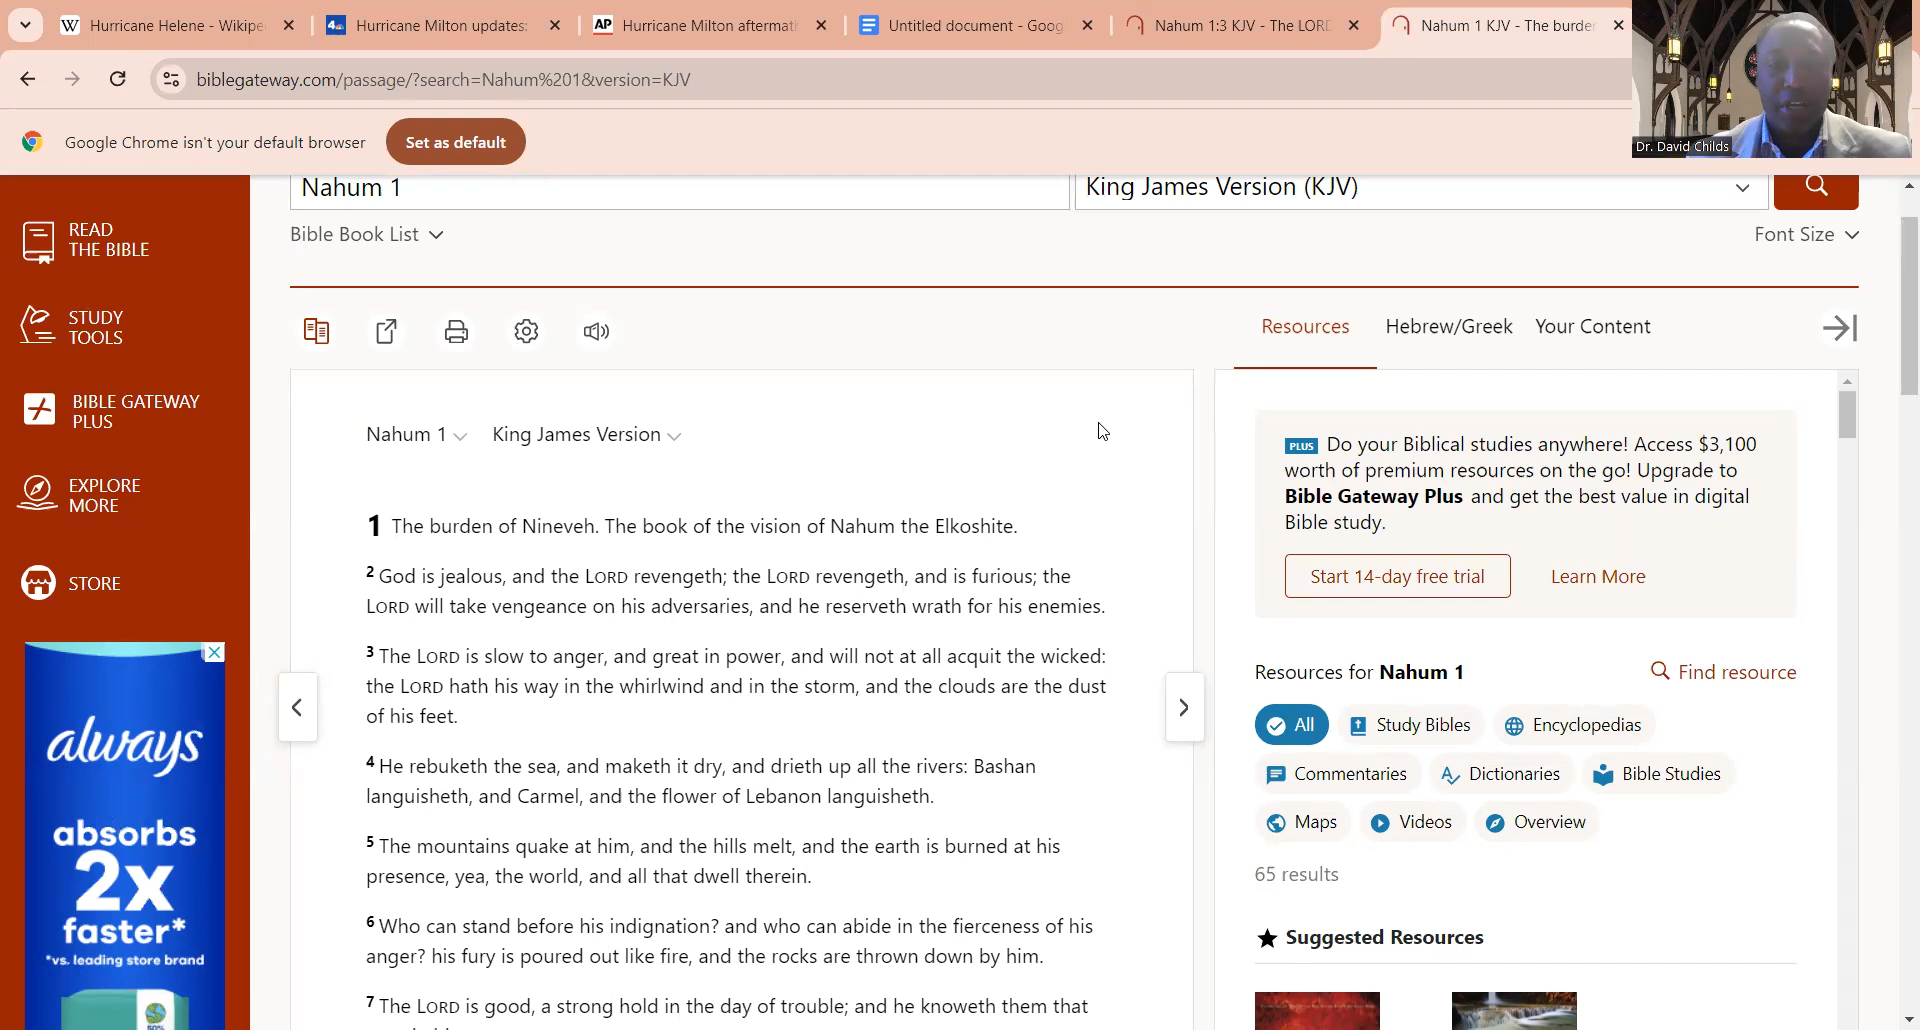 Hurricane Helene - Wikipe
Hurricane Milton updates:
AP Hurricane Milton aftermath
Untitled document - Goog
Nahum 1:3 KJV - The LORD
Nahum 1 KJV - The burden
biblegateway.com/passage/?search=Nahum%201&version=KJV
Google Chrome isn't your default browser
Set as default
Dr. David Childs
Nahum 1
King James Version (KJV)
Bible Book List
Font Size
READ
THE BIBLE
STUDY
TOOLS
BIBLE GATEWAY
PLUS
EXPLORE
MORE
STORE
always
absorbs
2x
faster*
*vs. leading store brand
Resources Hebrew/Greek Your Content
Nahum 1 King James Version
1 The burden of Nineveh. The book of the vision of Nahum the Elkoshite.
2 God is jealous, and the LORD revengeth; the LORD revengeth, and is furious; the
LORD will take vengeance on his adversaries, and he reserveth wrath for his enemies.
3 The LORD is slow to anger, and great in power, and will not at all acquit the wicked:
the LORD hath his way in the whirlwind and in the storm, and the clouds are the dust
of his feet.
4 He rebuketh the sea, and maketh it dry, and drieth up all the rivers: Bashan
languisheth, and Carmel, and the flower of Lebanon languisheth.
5 The mountains quake at him, and the hills melt, and the earth is burned at his
presence, yea, the world, and all that dwell therein.
6 Who can stand before his indignation? and who can abide in the fierceness of his
anger? his fury is poured out like fire, and the rocks are thrown down by him.
7 The LORD is good, a strong hold in the day of trouble; and he knoweth them that
PLUS Do your Biblical studies anywhere! Access $3,100
worth of premium resources on the go! Upgrade to
Bible Gateway Plus and get the best value in digital
Bible study.
Start 14-day free trial
Learn More
Resources for Nahum 1
Find resource
All Study Bibles Encyclopedias
Commentaries Dictionaries Bible Studies
Maps Videos Overview
65 results
Suggested Resources